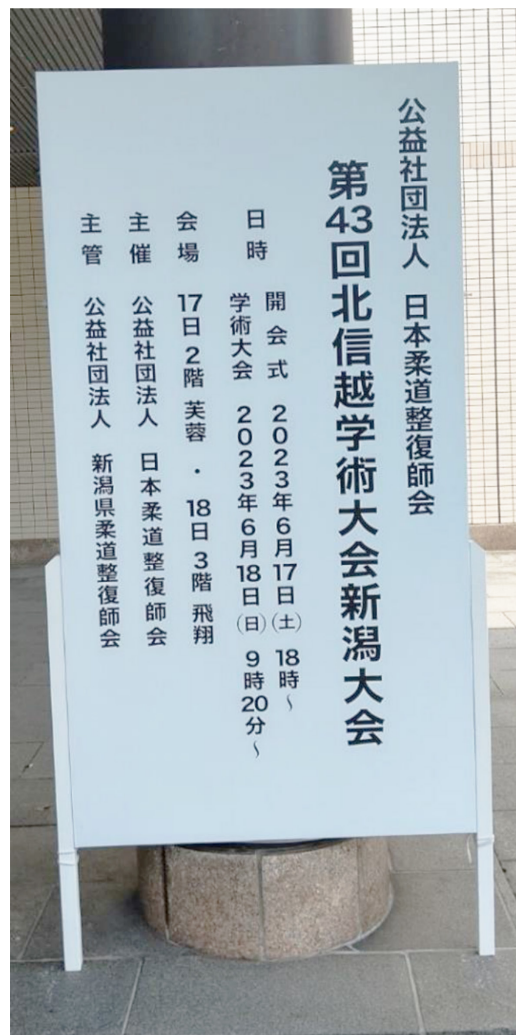 公益社団法人 日本柔道整復師会
第43回北信越学術大会新潟大会
日時 開会式 2023年6月17日(土) 18時~
学術大会 2023年6月18日(日) 9時20分~
会場 17日2階 芙蓉 ・ 18日3階 飛翔
主催 公益社団法人 日本柔道整復師会
主管 公益社団法人 新潟県柔道整復師会